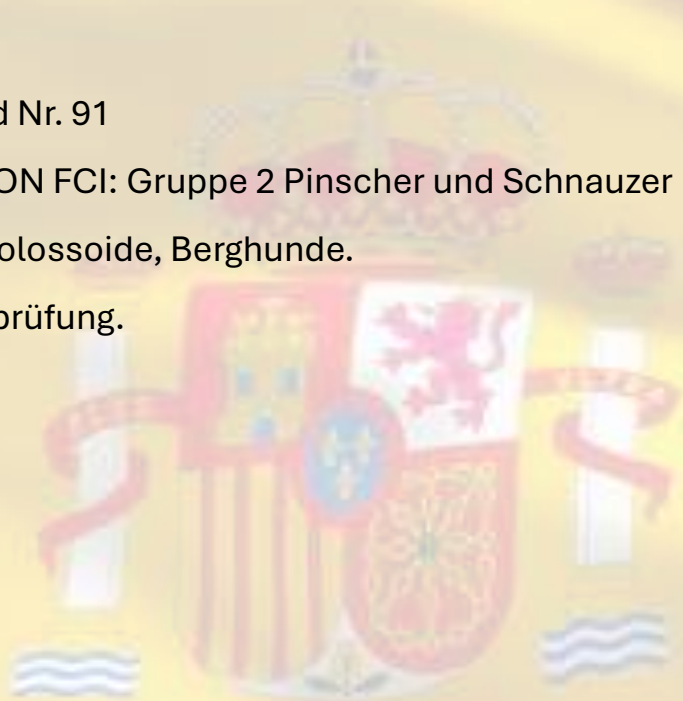 d Nr. 91
ON FCI: Gruppe 2 Pinscher und Schnauzer
olossoide, Berghunde.
prüfung.